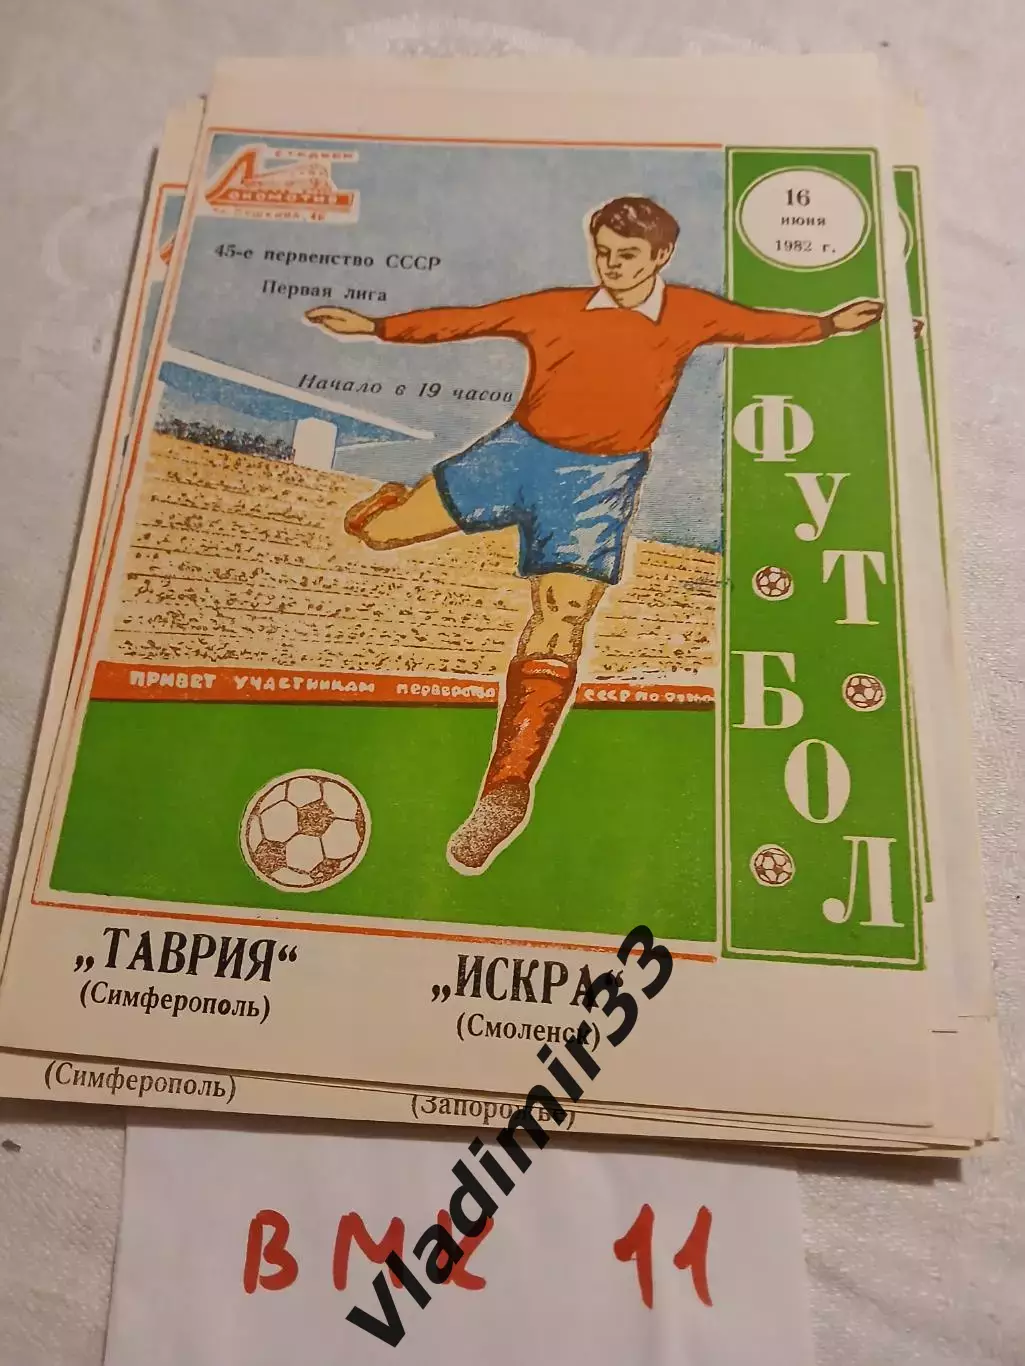 СТАДИОН
ЛОКОМОТИВ
45-е первенство СССР
Первая лига
Начало в 19 часов
16
июня
1982 г.
ФУТБОЛ
ПРИВЕТ УЧАСТНИКАМ ПЕРВЕНСТВА СССР ПО
„ТАВРИЯ“
(Симферополь)
„ИСКРА“
(Смоленск)
(Симферополь)
(Запорожье)
ВМК 11
vladimir33